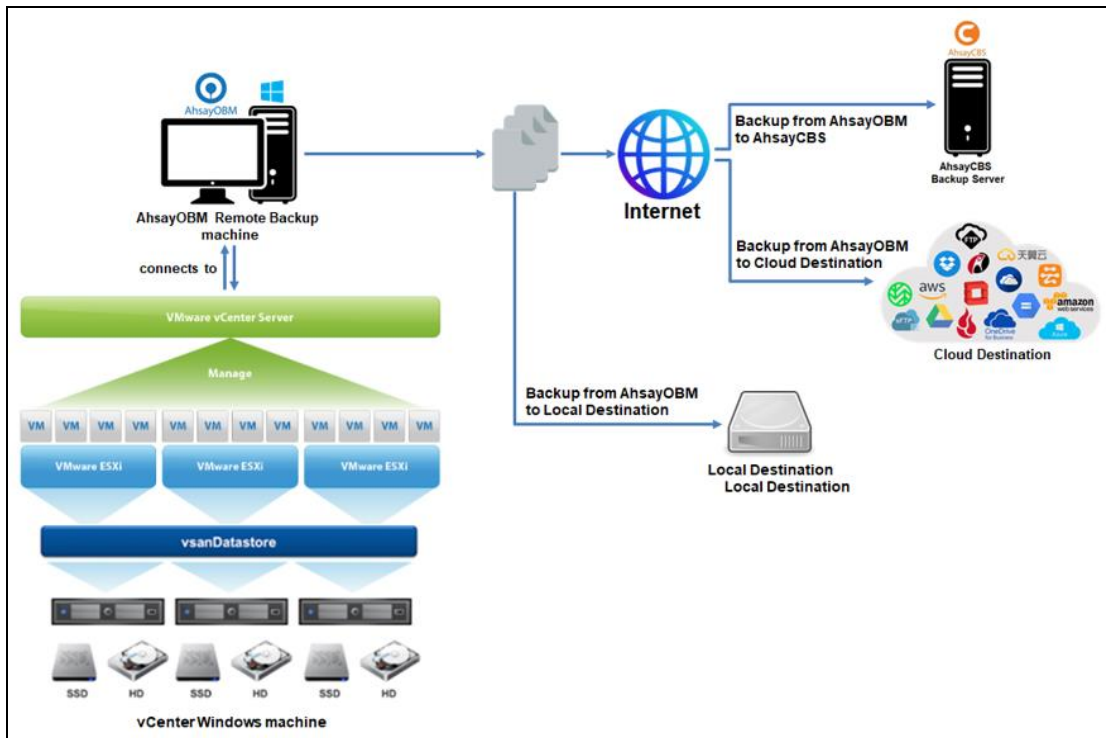 AhsayCBS
AhsayOBM
Backup from AhsayOBM
to AhsayCBS
AhsayCBS
Backup Server
Internet
AhsayOBM Remote Backup
machine
connects to
Backup from AhsayOBM
to Cloud Destination
FTP
天翼云
aws
amazon
webservices
SFTP
OneDrive
for Business
Azure
Cloud Destination
VMware vCenter Server
Manage
VM VM VM VM VM VM VM VM VM VM VM VM
VMware ESXi VMware ESXi VMware ESXi
Backup from AhsayOBM
to Local Destination
Local Destination
Local Destination
vsanDatastore
SSD HD SSD HD SSD HD
vCenter Windows machine